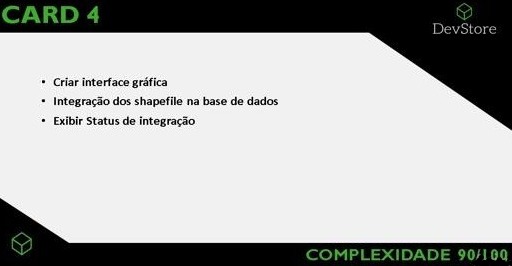 CARD 4
DevStore
• Criar interface gráfica
• Integração dos shapefile na base de dados
• Exibir Status de integração
COMPLEXIDADE 90/100